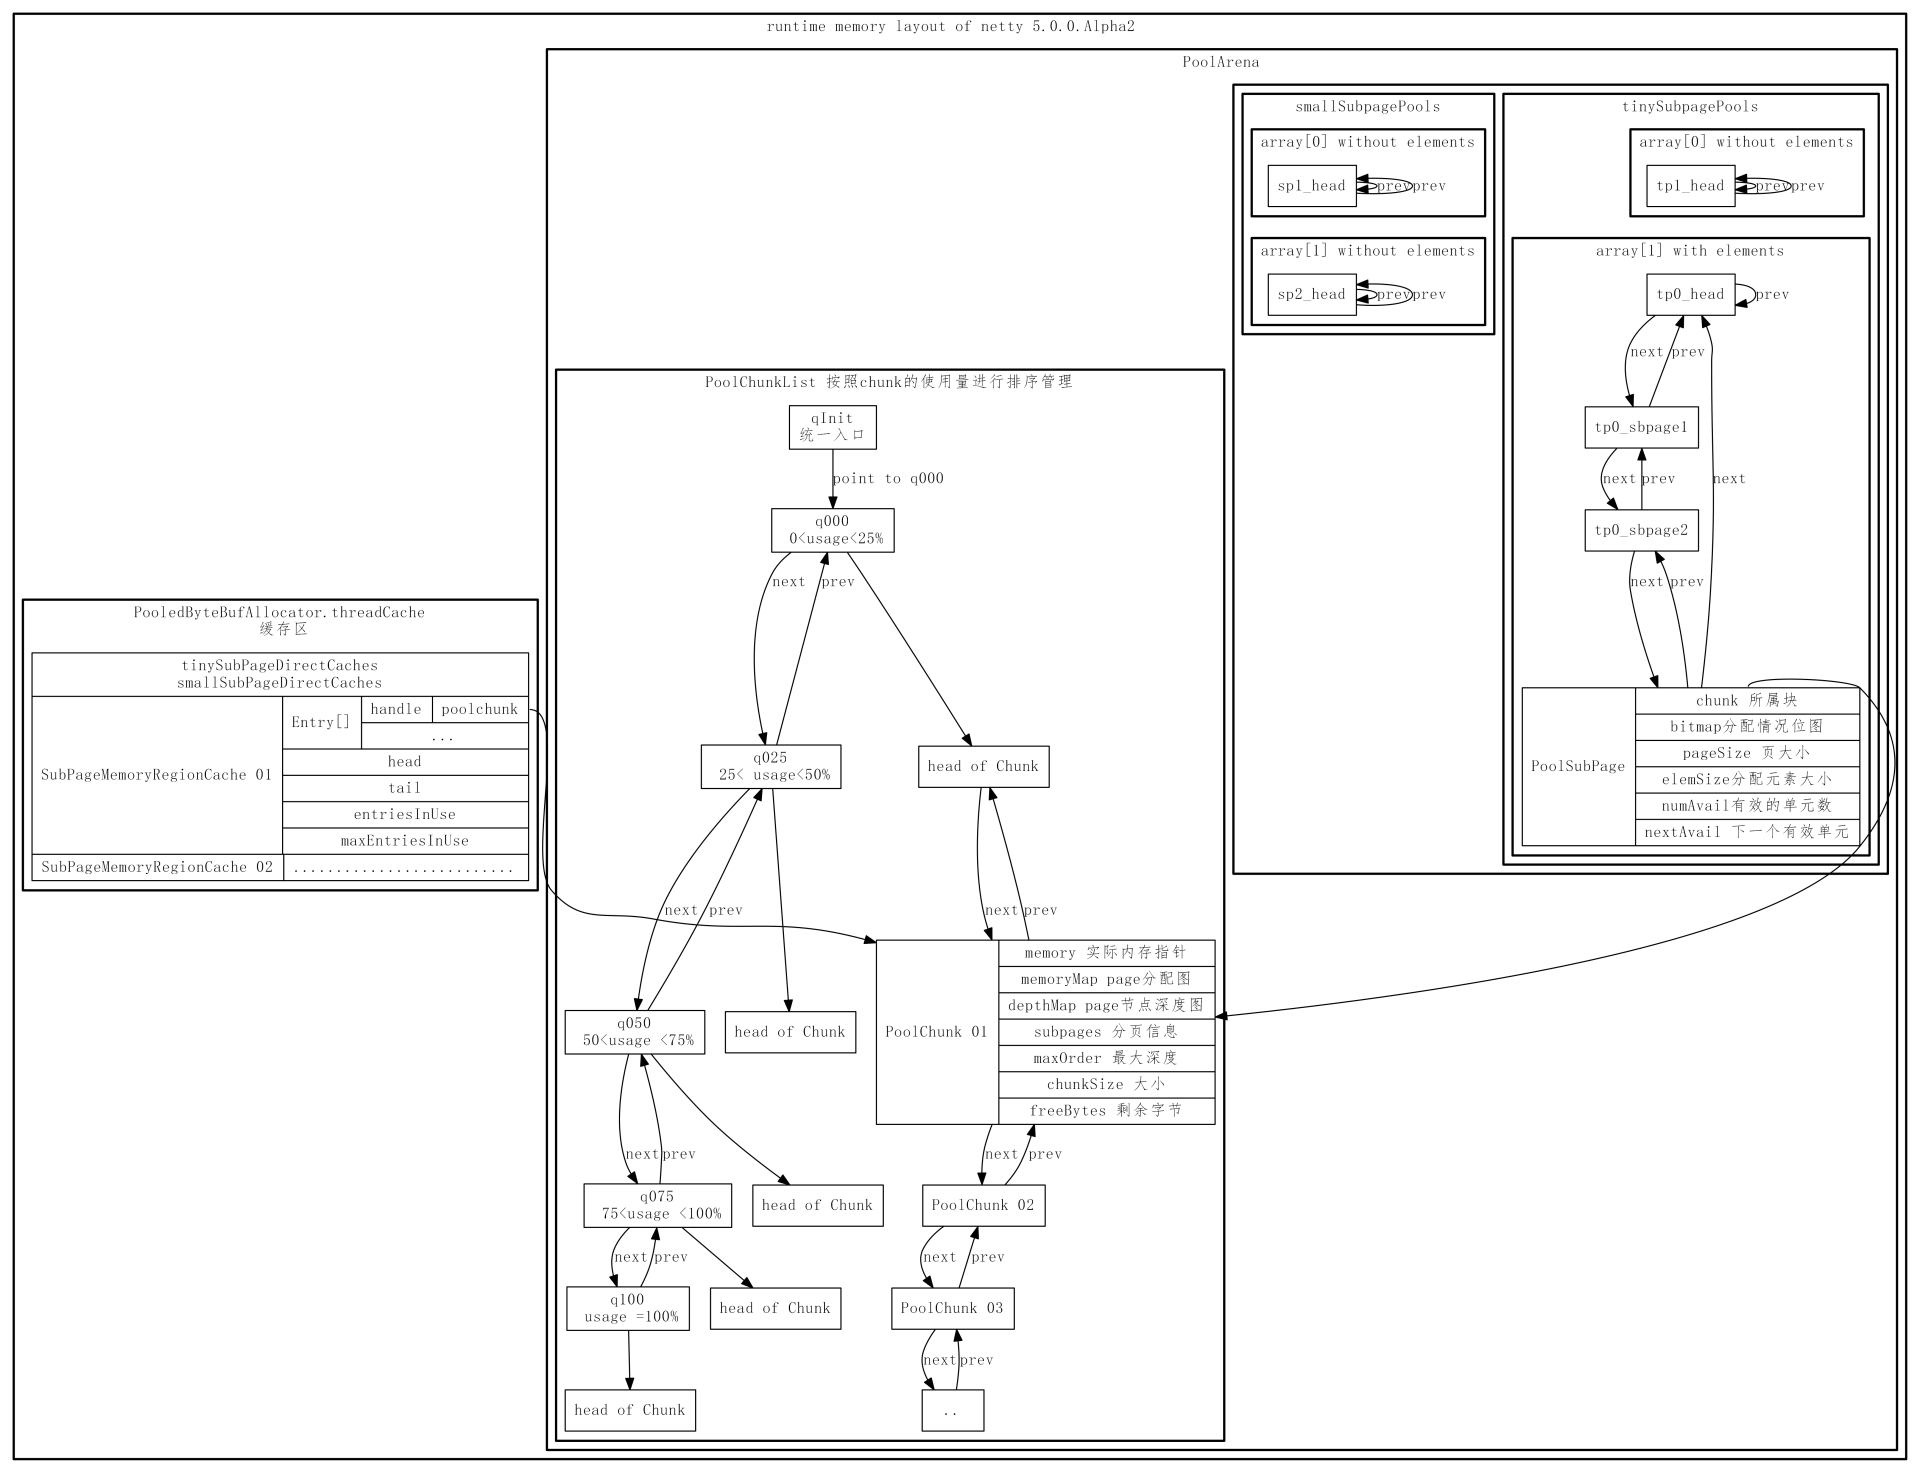 runtime memory layout of netty 5.0.0.Alpha2
PoolArena
smallSubpagePools
array[0] without elements
sp1_head
prev
prev
array[1] without elements
sp2_head
prev
prev
tinySubpagePools
array[0] without elements
tp1_head
prev
prev
array[1] with elements
tp0_head
prev
next
prev
tp0_sbpage1
next
prev
next
tp0_sbpage2
next
prev
PoolSubPage
chunk 所属块
bitmap分配情况位图
pageSize 页大小
elemSize分配元素大小
numAvail有效的单元数
nextAvail 下一个有效单元
PoolChunkList 按照chunk的使用量进行排序管理
qInit
统一入口
point to q000
q000
0<usage<25%
next
prev
q025
25< usage<50%
head of Chunk
next
prev
next
prev
q050
50<usage <75%
head of Chunk
PoolChunk 01
memory 实际内存指针
memoryMap page分配图
depthMap page节点深度图
subpages 分页信息
maxOrder 最大深度
chunkSize 大小
freeBytes 剩余字节
next
prev
next
prev
q075
75<usage <100%
head of Chunk
PoolChunk 02
next
prev
next
prev
q100
usage =100%
head of Chunk
PoolChunk 03
next
prev
head of Chunk
..
PooledByteBufAllocator.threadCache
缓存区
tinySubPageDirectCaches
smallSubPageDirectCaches
SubPageMemoryRegionCache 01
Entry[]
handle
poolchunk
...
head
tail
entriesInUse
maxEntriesInUse
SubPageMemoryRegionCache 02
..........................